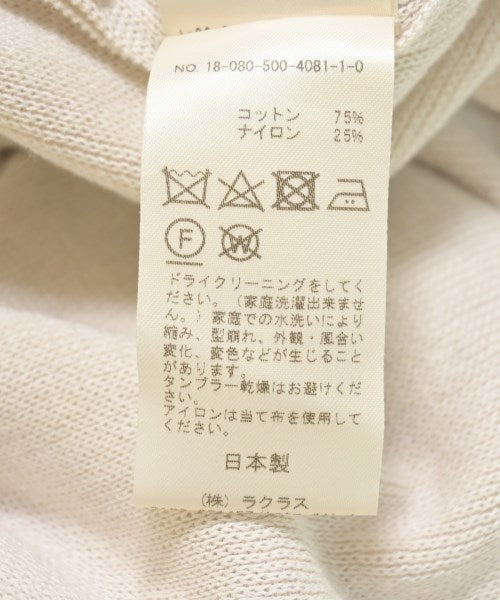 NO. 18-080-500-4081-1-0
コットン 75%
ナイロン 25%
F
W
ドライクリーニングをしてく
ださい。（家庭洗濯出来ませ
ん。）家庭での水洗いにより
縮み、型崩れ、外観・風合い
変化、変色などが生じること
があります。
タンブラー乾燥はお避けくだ
さい。
アイロンは当て布を使用して
ください。
日本製
（株）ラクラス